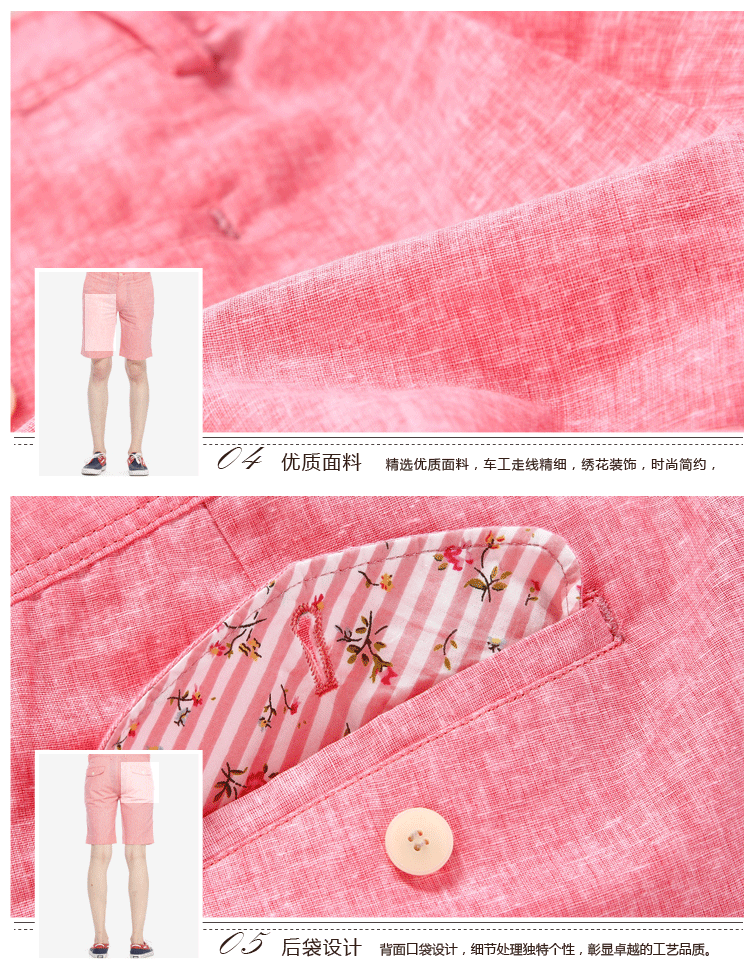 04 优质面料 精选优质面料，车工走线精细，绣花装饰，时尚简约，
05 后袋设计 背面口袋设计，细节处理独特个性，彰显卓越的工艺品质。